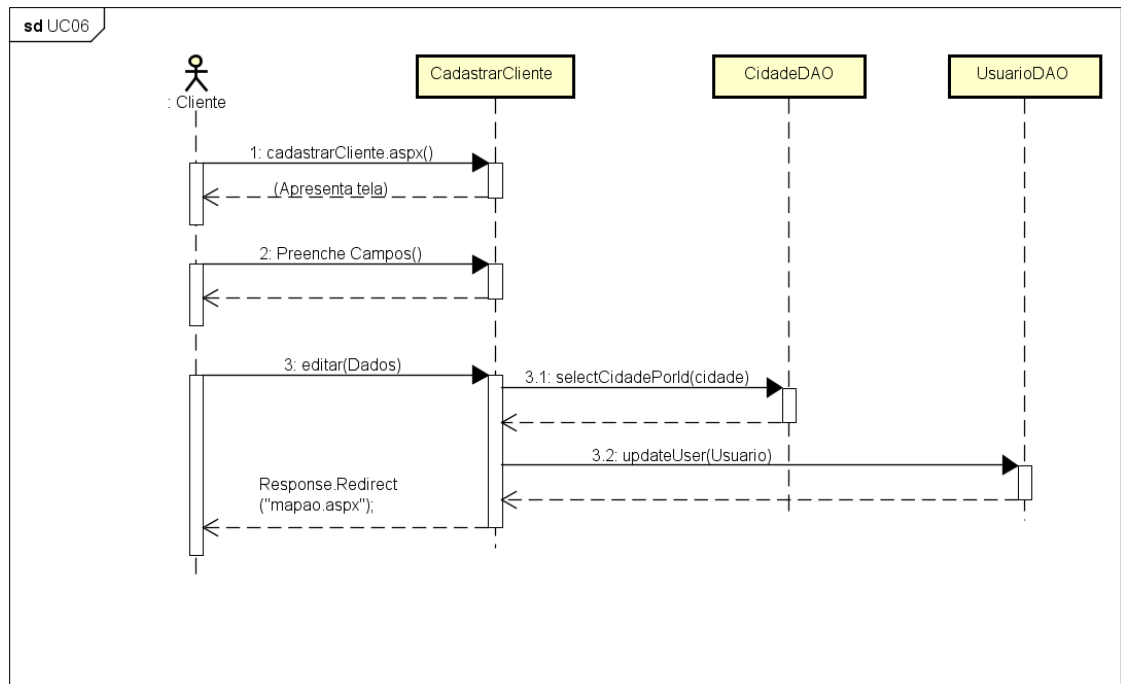 sd UC06
: Cliente
CadastrarCliente
CidadeDAO
UsuarioDAO
1: cadastrarCliente.aspx()
(Apresenta tela)
2: Preenche Campos()
3: editar(Dados)
3.1: selectCidadePorId(cidade)
3.2: updateUser(Usuario)
Response.Redirect
("mapao.aspx");